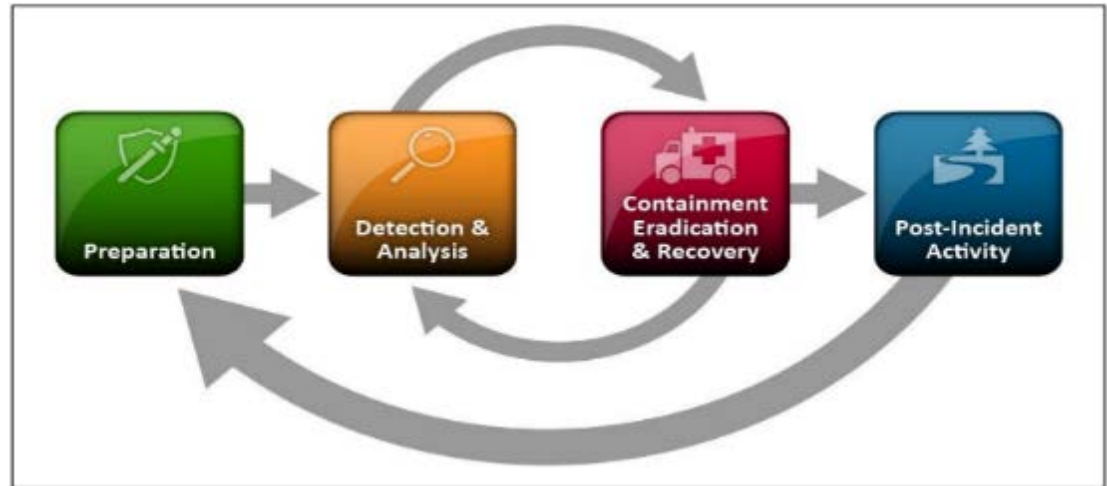 Preparation
Detection &
Analysis
Containment
Eradication
& Recovery
Post-Incident
Activity